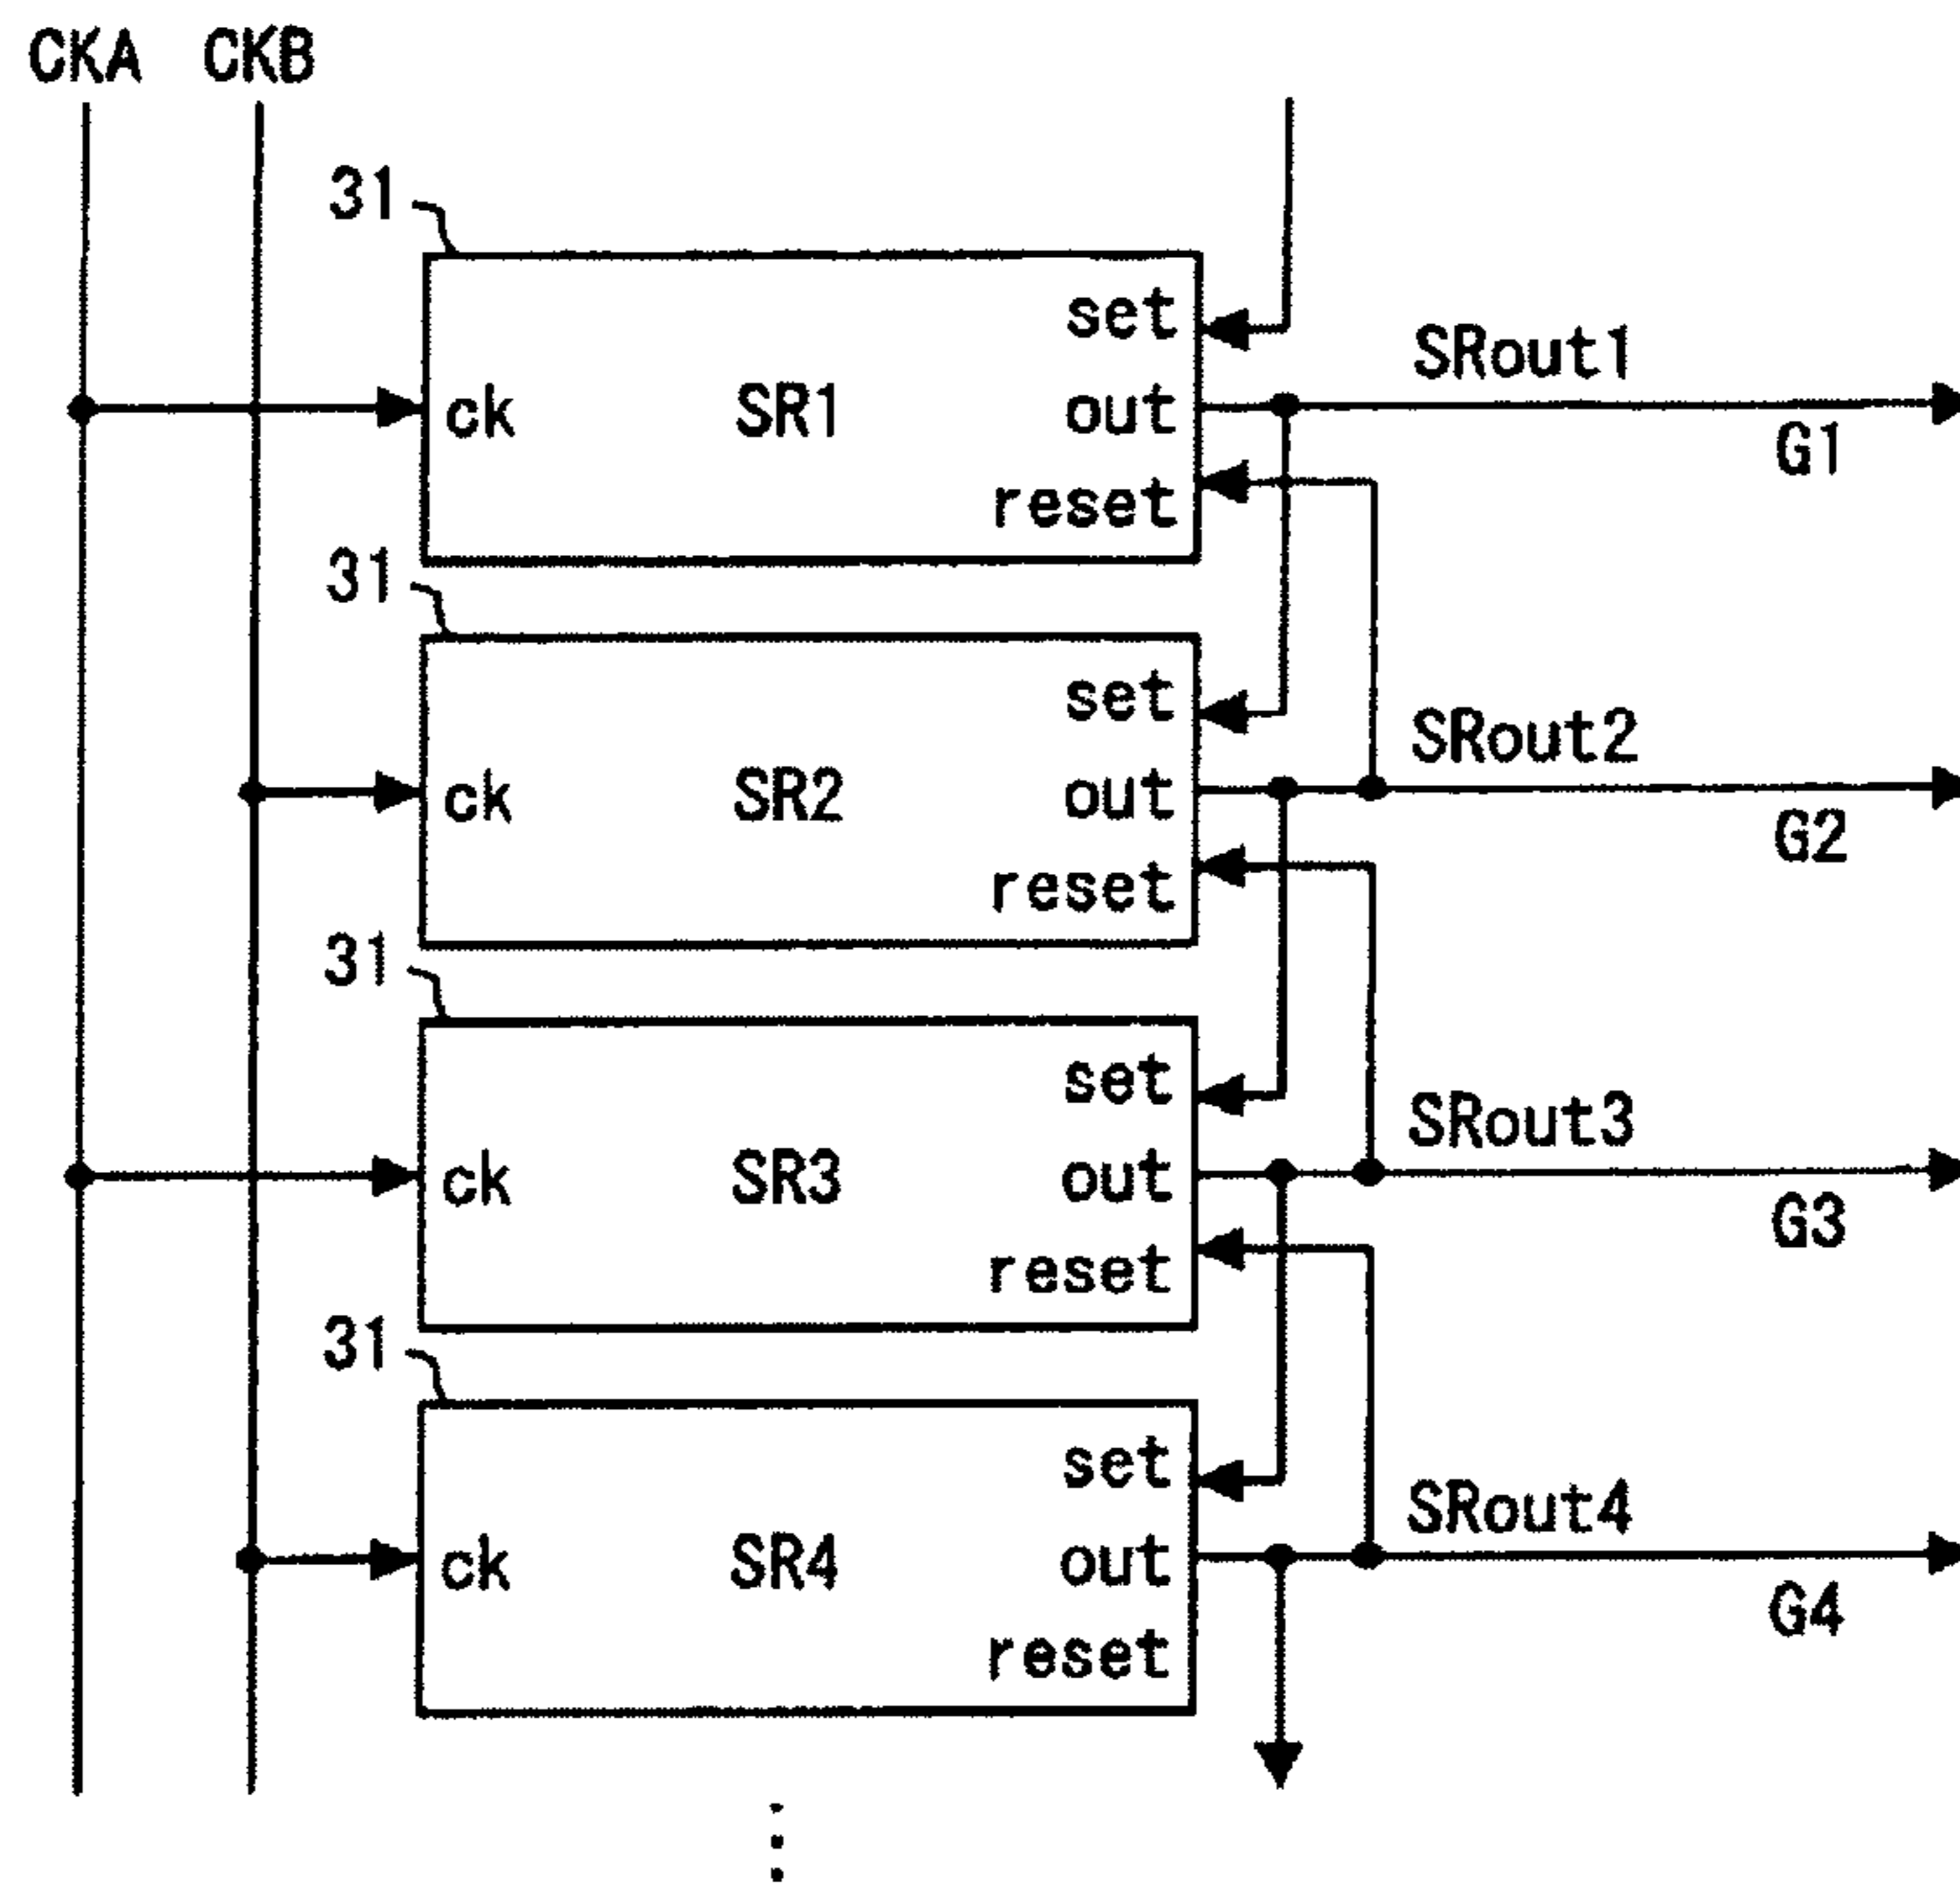 CKA CKB
31
set
SRout1
ck SR1 out
G1
reset
31
set
SRout2
ck SR2 out
G2
reset
31
set
SRout3
ck SR3 out
G3
reset
31
set
SRout4
ck SR4 out
G4
reset